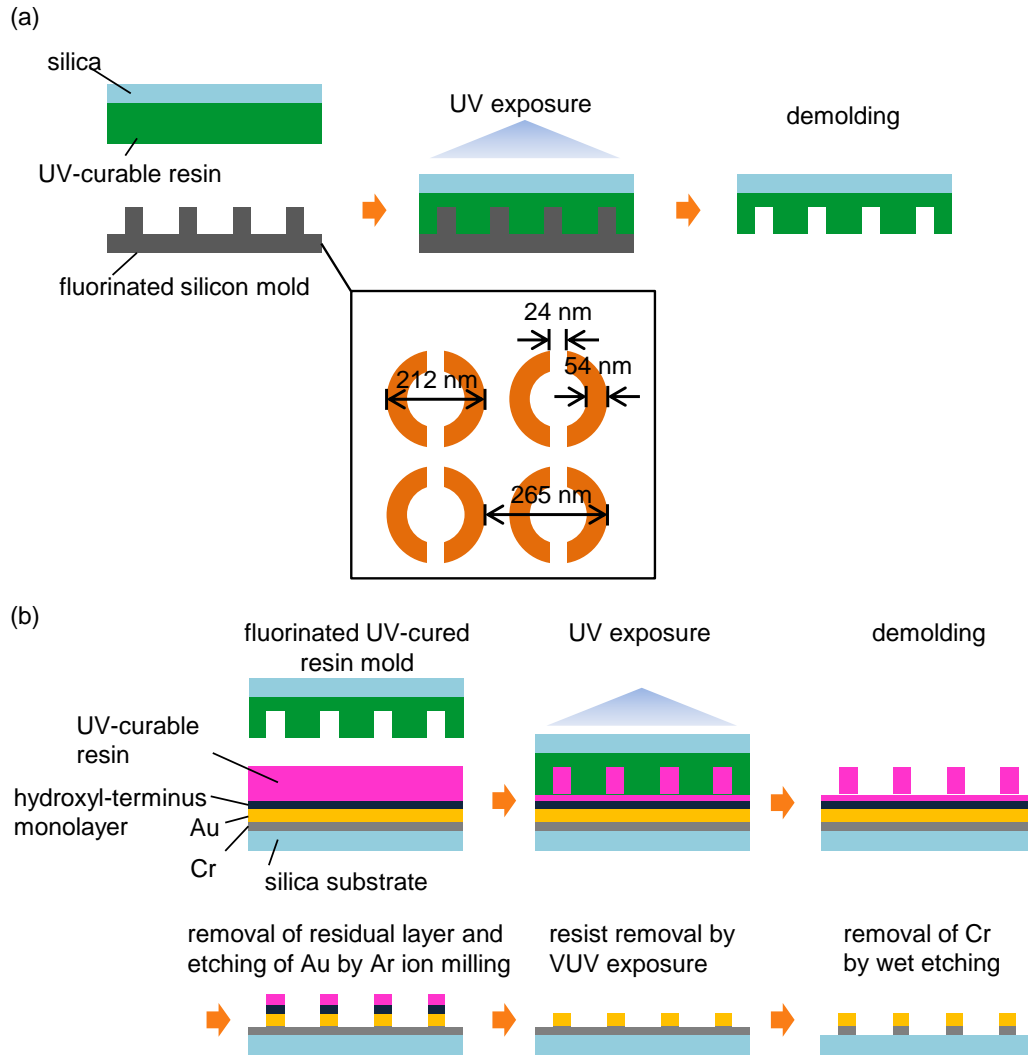 (a)
silica
UV-curable resin
fluorinated silicon mold
UV exposure
demolding
24 nm
54 nm
212 nm
265 nm
(b)
fluorinated UV-cured
resin mold
UV exposure
demolding
UV-curable
resin
hydroxyl-terminus
monolayer
Au
Cr
silica substrate
removal of residual layer and
etching of Au by Ar ion milling
resist removal by
VUV exposure
removal of Cr
by wet etching